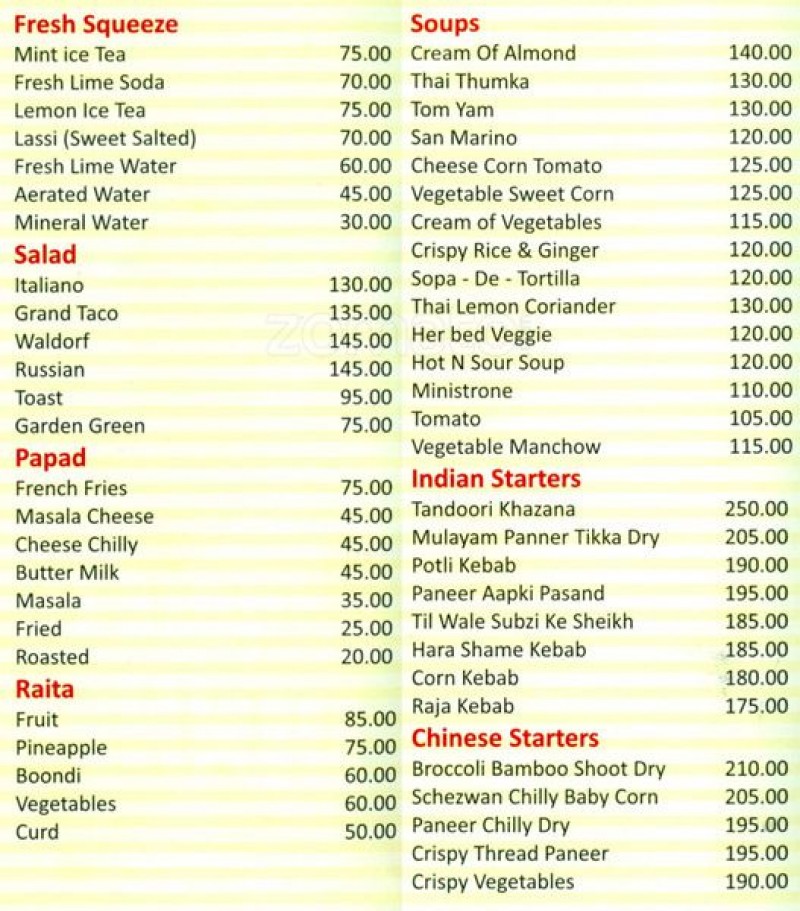 Fresh Squeeze
Mint ice Tea 75.00
Fresh Lime Soda 70.00
Lemon Ice Tea 75.00
Lassi (Sweet Salted) 70.00
Fresh Lime Water 60.00
Aerated Water 45.00
Mineral Water 30.00
Salad
Italiano 130.00
Grand Taco 135.00
Waldorf 145.00
Russian 145.00
Toast 95.00
Garden Green 75.00
Papad
French Fries 75.00
Masala Cheese 45.00
Cheese Chilly 45.00
Butter Milk 45.00
Masala 35.00
Fried 25.00
Roasted 20.00
Raita
Fruit 85.00
Pineapple 75.00
Boondi 60.00
Vegetables 60.00
Curd 50.00
Soups
Cream Of Almond 140.00
Thai Thumka 130.00
Tom Yam 130.00
San Marino 120.00
Cheese Corn Tomato 125.00
Vegetable Sweet Corn 125.00
Cream of Vegetables 115.00
Crispy Rice & Ginger 120.00
Sopa - De - Tortilla 120.00
Thai Lemon Coriander 130.00
Her bed Veggie 120.00
Hot N Sour Soup 120.00
Ministrone 110.00
Tomato 105.00
Vegetable Manchow 115.00
Indian Starters
Tandoori Khazana 250.00
Mulayam Panner Tikka Dry 205.00
Potli Kebab 190.00
Paneer Aapki Pasand 195.00
Til Wale Subzi Ke Sheikh 185.00
Hara Shame Kebab 185.00
Corn Kebab 180.00
Raja Kebab 175.00
Chinese Starters
Broccoli Bamboo Shoot Dry 210.00
Schezwan Chilly Baby Corn 205.00
Paneer Chilly Dry 195.00
Crispy Thread Paneer 195.00
Crispy Vegetables 190.00